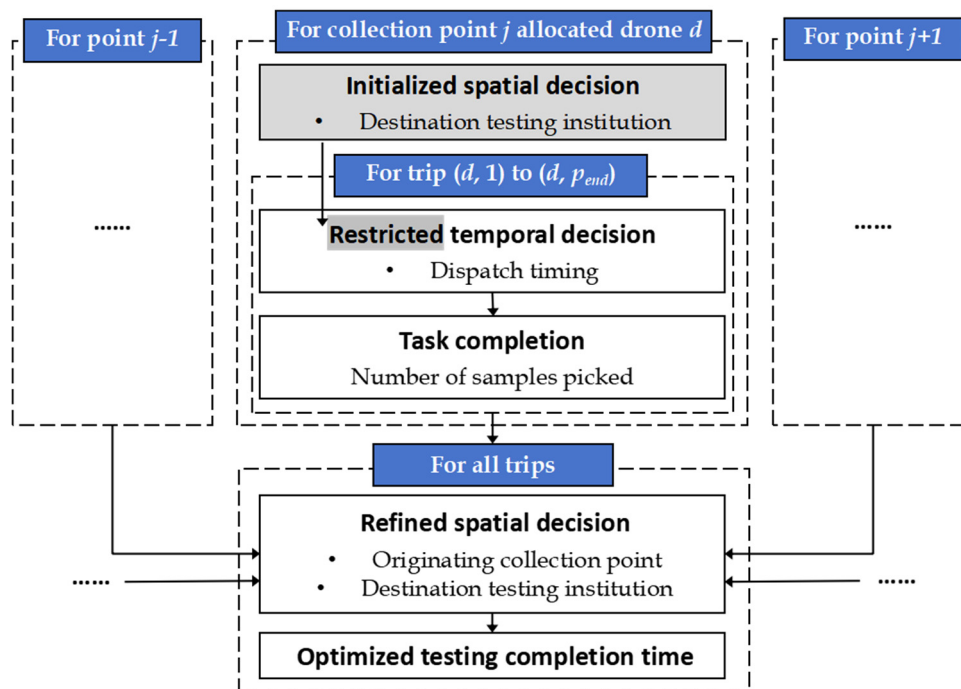 For point j-1
For collection point j allocated drone d
For point j+1
Initialized spatial decision
• Destination testing institution
For trip (d, 1) to (d, pend)
......
Restricted temporal decision
• Dispatch timing
......
Task completion
Number of samples picked
For all trips
Refined spatial decision
• Originating collection point
• Destination testing institution
......
......
Optimized testing completion time